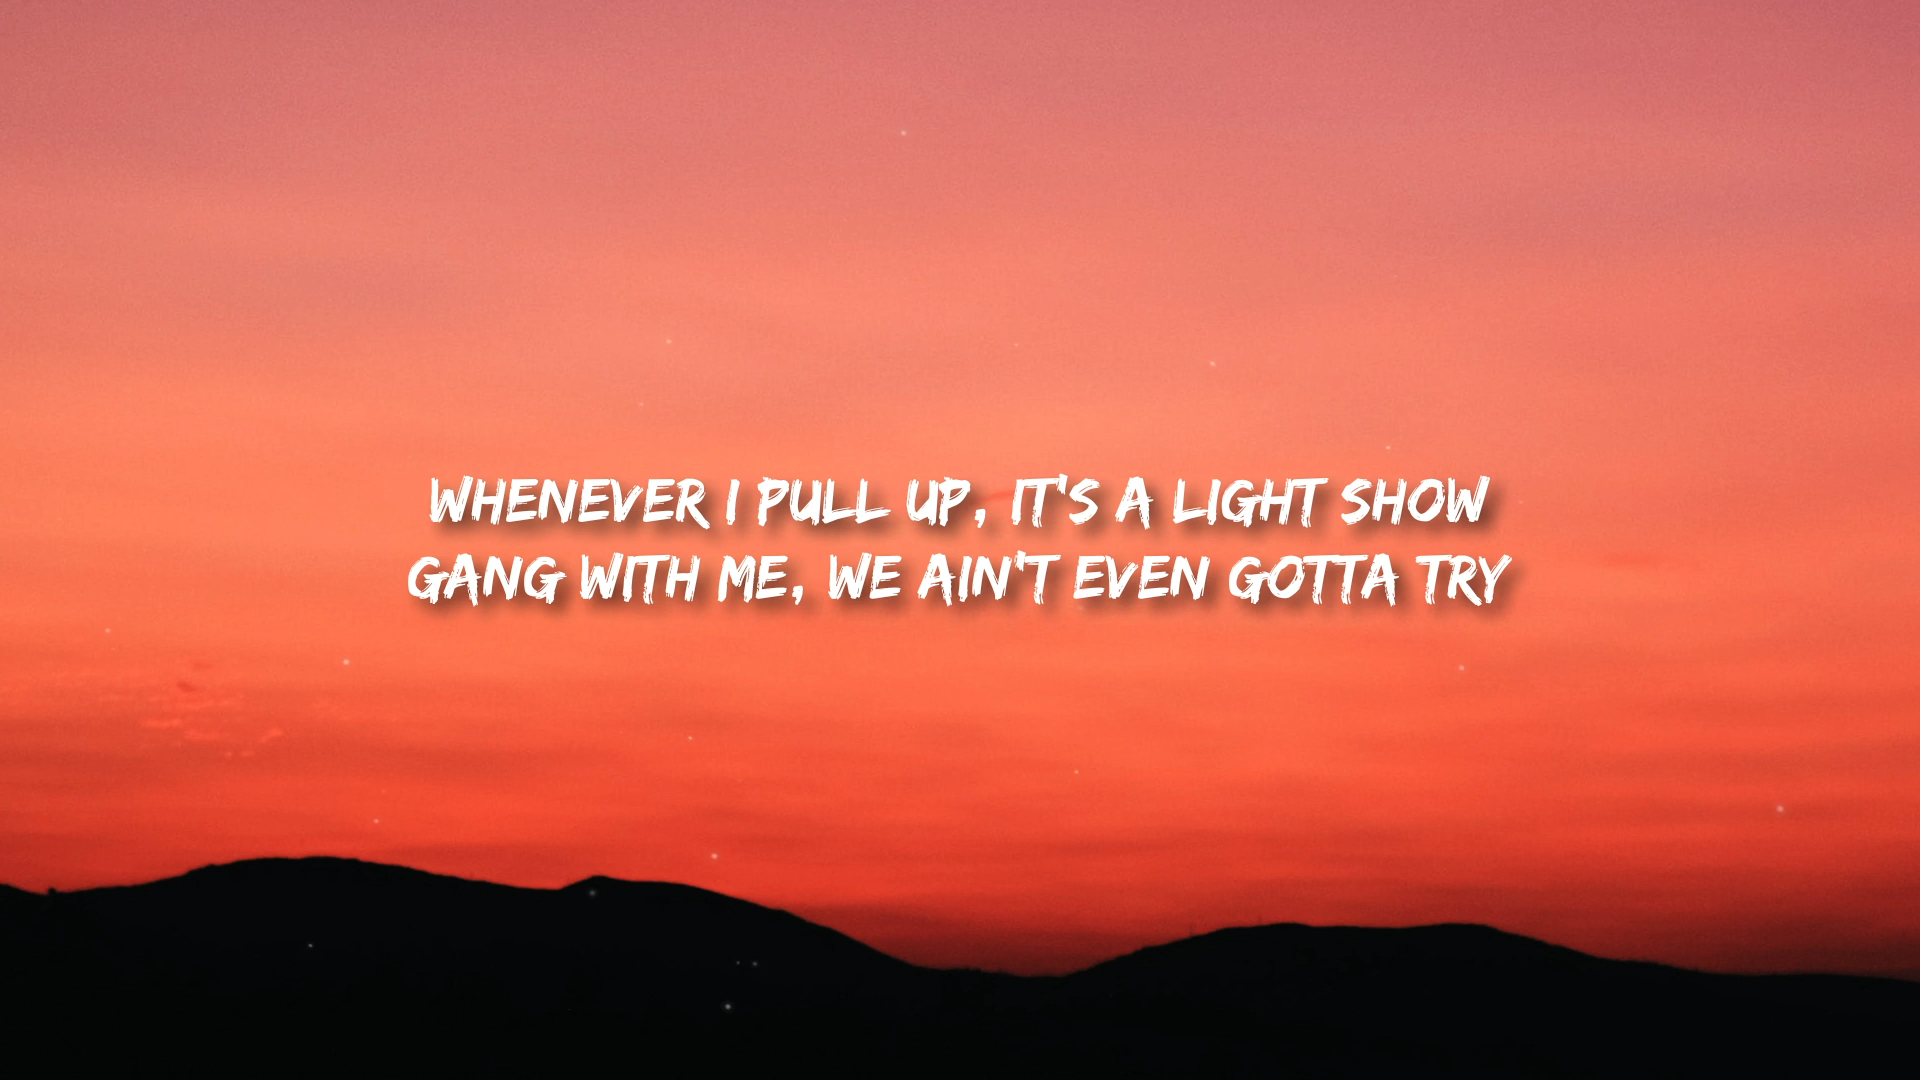 WHENEVER I PULL UP, IT'S A LIGHT SHOW
GANG WITH ME, WE AIN'T EVEN GOTTA TRY